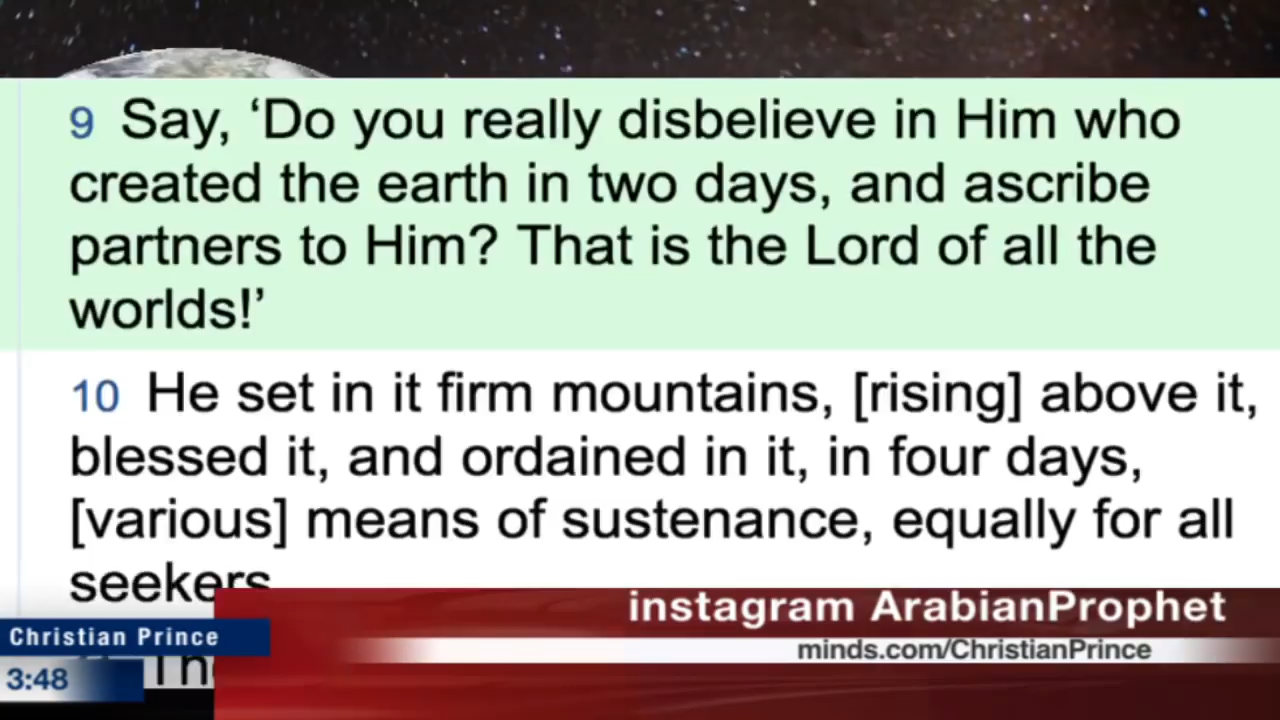 9 Say, ‘Do you really disbelieve in Him who
created the earth in two days, and ascribe
partners to Him? That is the Lord of all the
worlds!’
10 He set in it firm mountains, [rising] above it,
blessed it, and ordained in it, in four days,
[various] means of sustenance, equally for all
seekers
instagram ArabianProphet
Christian Prince
minds.com/ChristianPrince
3:48